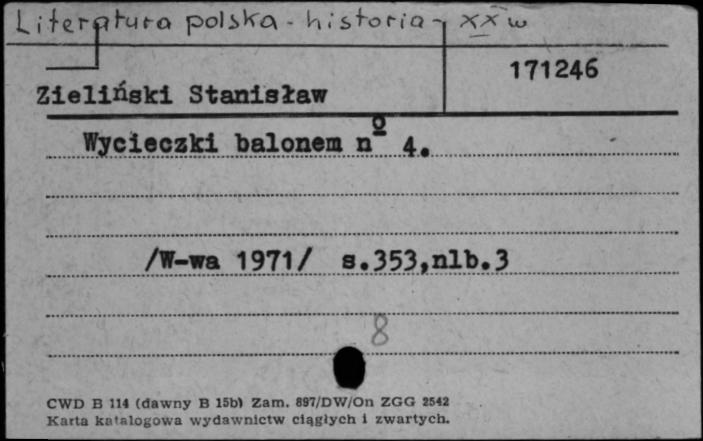 Literatura polska - historia - XX w
171246
Zieliński Stanisław
Wycieczki balonem nº 4.
/W-wa 1971/ s.353,nlb.3
8
CWD B 114 (dawny B 15b) Zam. 897/DW/On ZGG 2542
Karta katalogowa wydawnictw ciągłych i zwartych.